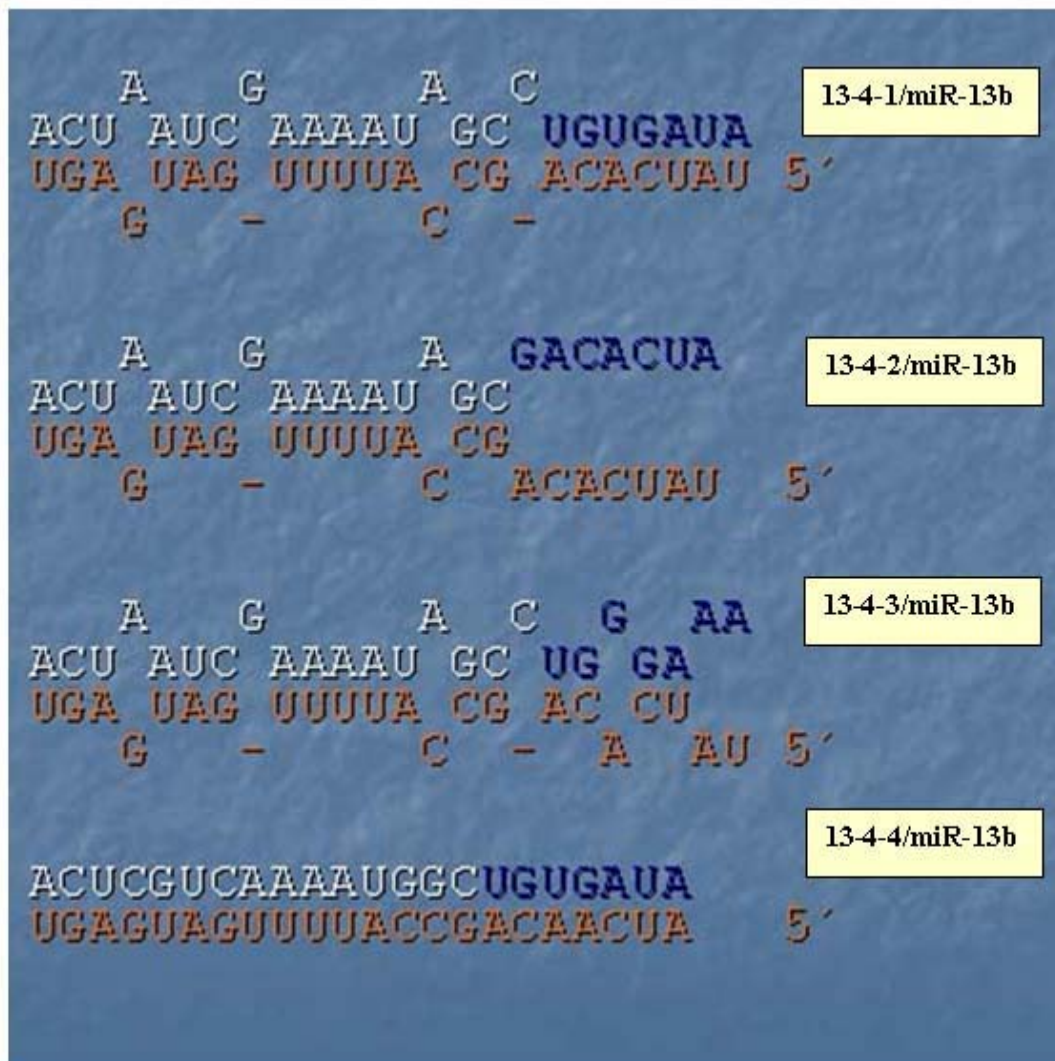 A G A C
ACU AUC AAAAU GC UGUGAUA
UGA UAG UUUUA CG ACACUAU 5´
G - C -
13-4-1/miR-13b
A G A GACACUA
ACU AUC AAAAU GC
UGA UAG UUUUA CG
G - C ACACUAU 5´
13-4-2/miR-13b
A G A C G AA
ACU AUC AAAAU GC UG GA
UGA UAG UUUUA CG AC CU
G - C - A AU 5´
13-4-3/miR-13b
ACUCGUCAAAAUGGCUGUGAUA
UGAGUAGUUUUACCGACAACUA 5´
13-4-4/miR-13b